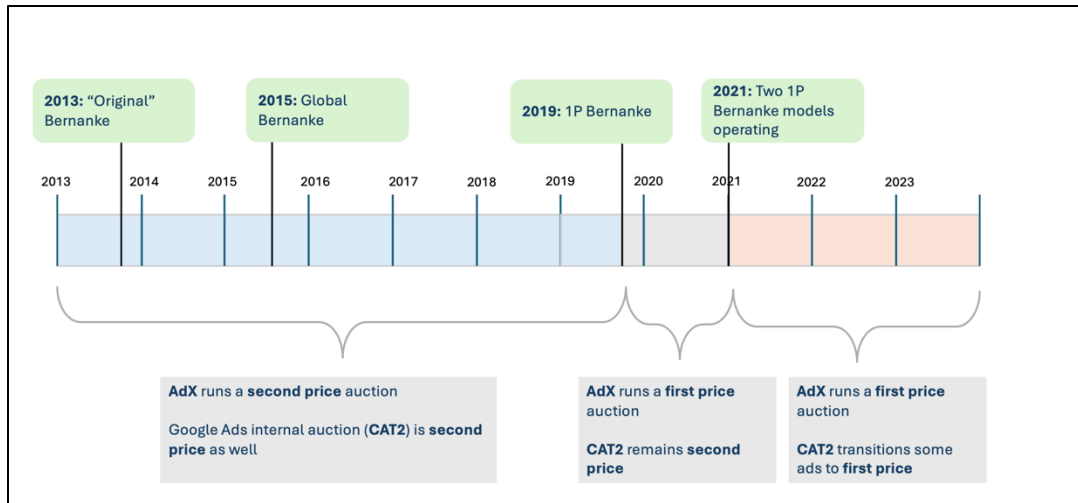 2013: “Original”
Bernanke
2015: Global
Bernanke
2019: 1P Bernanke
2021: Two 1P
Bernanke models
operating
2013
2014
2015
2016
2017
2018
2019
2020
2021
2022
2023
AdX runs a second price auction
Google Ads internal auction (CAT2) is second
price as well
AdX runs a first price
auction
CAT2 remains second
price
AdX runs a first price
auction
CAT2 transitions some
ads to first price